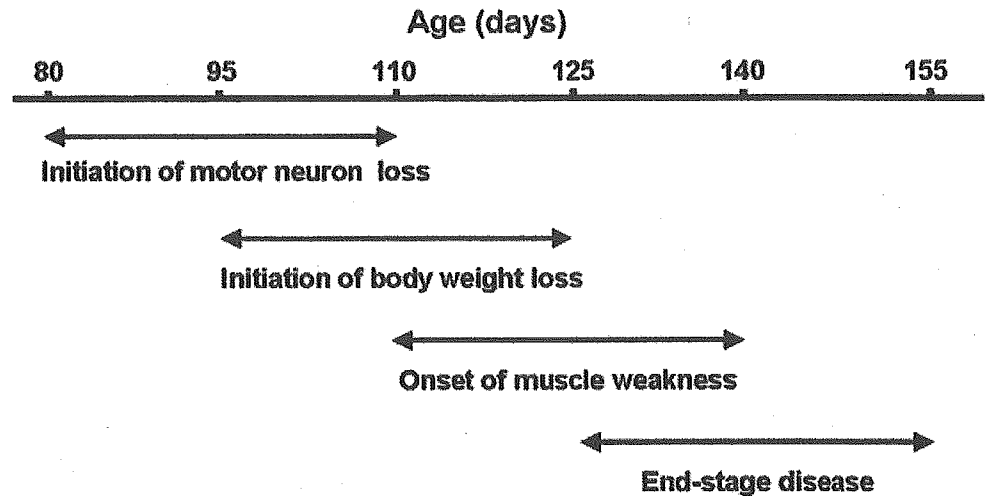 Age (days)
80 95 110 125 140 155
Initiation of motor neuron loss
Initiation of body weight loss
Onset of muscle weakness
End-stage disease